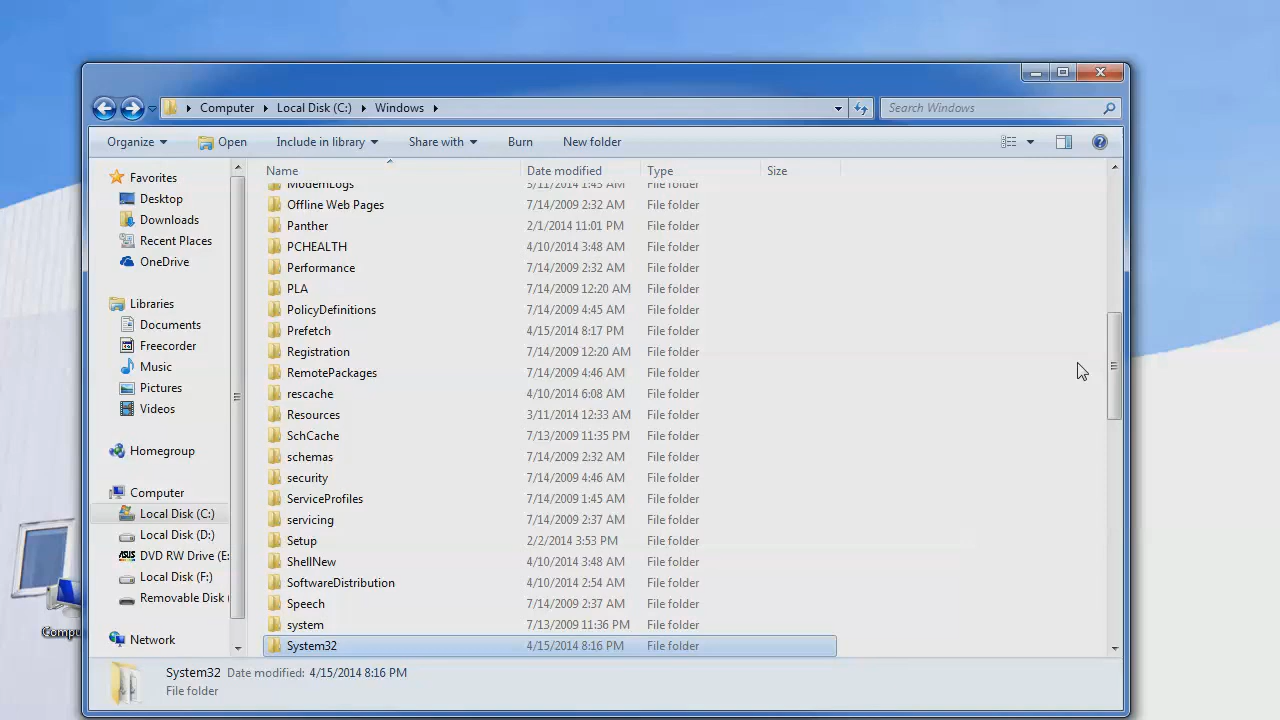 Computer Local Disk (C:) Windows Search Windows
Organize Open Include in library Share with Burn New folder
Name Date modified Type Size
Favorites
Desktop
Downloads
Recent Places
OneDrive
Libraries
Documents
Freecorder
Music
Pictures
Videos
Homegroup
Computer
Local Disk (C:)
Local Disk (D:)
ASUS DVD RW Drive (E:
Local Disk (F:)
Removable Disk (
Network
ModemLogs 3/11/2014 1:45 AM File folder
Offline Web Pages 7/14/2009 2:32 AM File folder
Panther 2/1/2014 11:01 PM File folder
PCHEALTH 4/10/2014 3:48 AM File folder
Performance 7/14/2009 2:32 AM File folder
PLA 7/14/2009 12:20 AM File folder
PolicyDefinitions 7/14/2009 4:45 AM File folder
Prefetch 4/15/2014 8:17 PM File folder
Registration 7/14/2009 12:20 AM File folder
RemotePackages 7/14/2009 4:46 AM File folder
rescache 4/10/2014 6:08 AM File folder
Resources 3/11/2014 12:33 AM File folder
SchCache 7/13/2009 11:35 PM File folder
schemas 7/14/2009 2:32 AM File folder
security 7/14/2009 4:46 AM File folder
ServiceProfiles 7/14/2009 1:45 AM File folder
servicing 7/14/2009 2:37 AM File folder
Setup 2/2/2014 3:53 PM File folder
ShellNew 4/10/2014 3:48 AM File folder
SoftwareDistribution 4/10/2014 2:54 AM File folder
Speech 7/14/2009 2:37 AM File folder
system 7/13/2009 11:36 PM File folder
System32 4/15/2014 8:16 PM File folder
System32 Date modified: 4/15/2014 8:16 PM
File folder
Compu